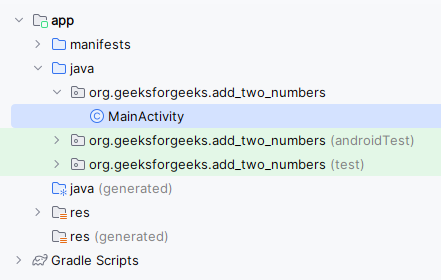 app
manifests
java
org.geeksforgeeks.add_two_numbers
MainActivity
org.geeksforgeeks.add_two_numbers (androidTest)
org.geeksforgeeks.add_two_numbers (test)
java (generated)
res
res (generated)
Gradle Scripts